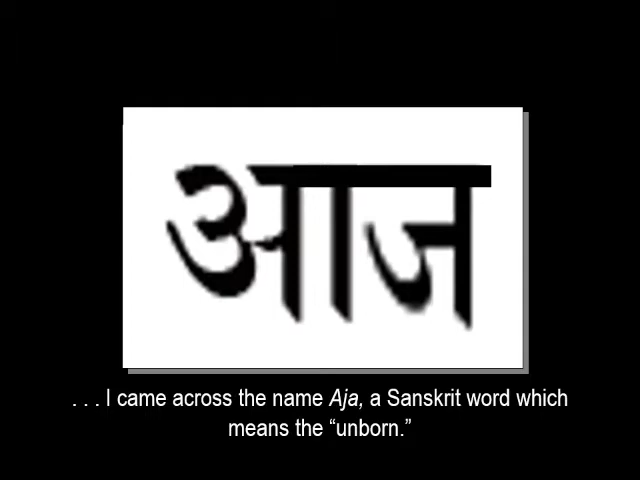 आज
. . . I came across the name Aja, a Sanskrit word which
means the “unborn.”